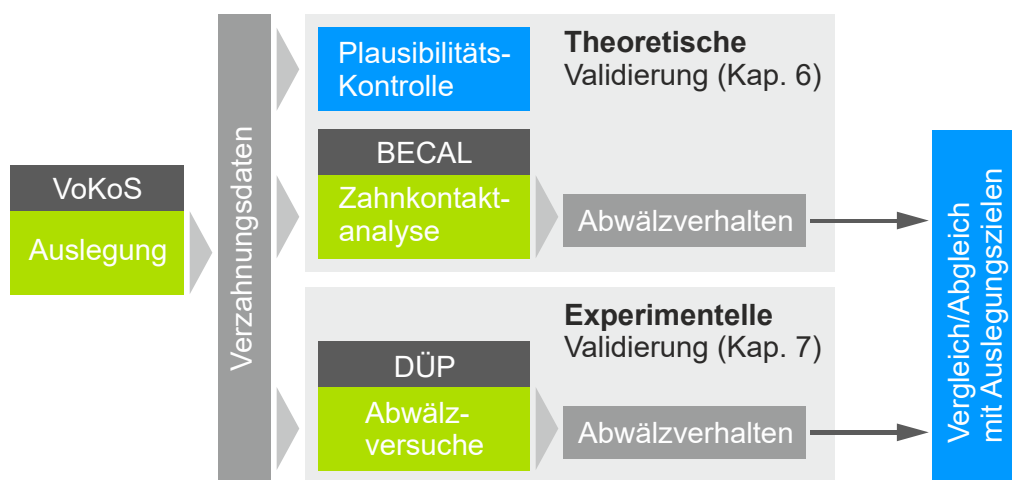 VoKoS
Auslegung
Verzahnungsdaten
Plausibilitäts-
Kontrolle
Theoretische
Validierung (Kap. 6)
BECAL
Zahnkontakt-
analyse
Abwälzverhalten
Experimentelle
Validierung (Kap. 7)
DÜP
Abwälz-
versuche
Abwälzverhalten
Vergleich/Abgleich
mit Auslegungszielen